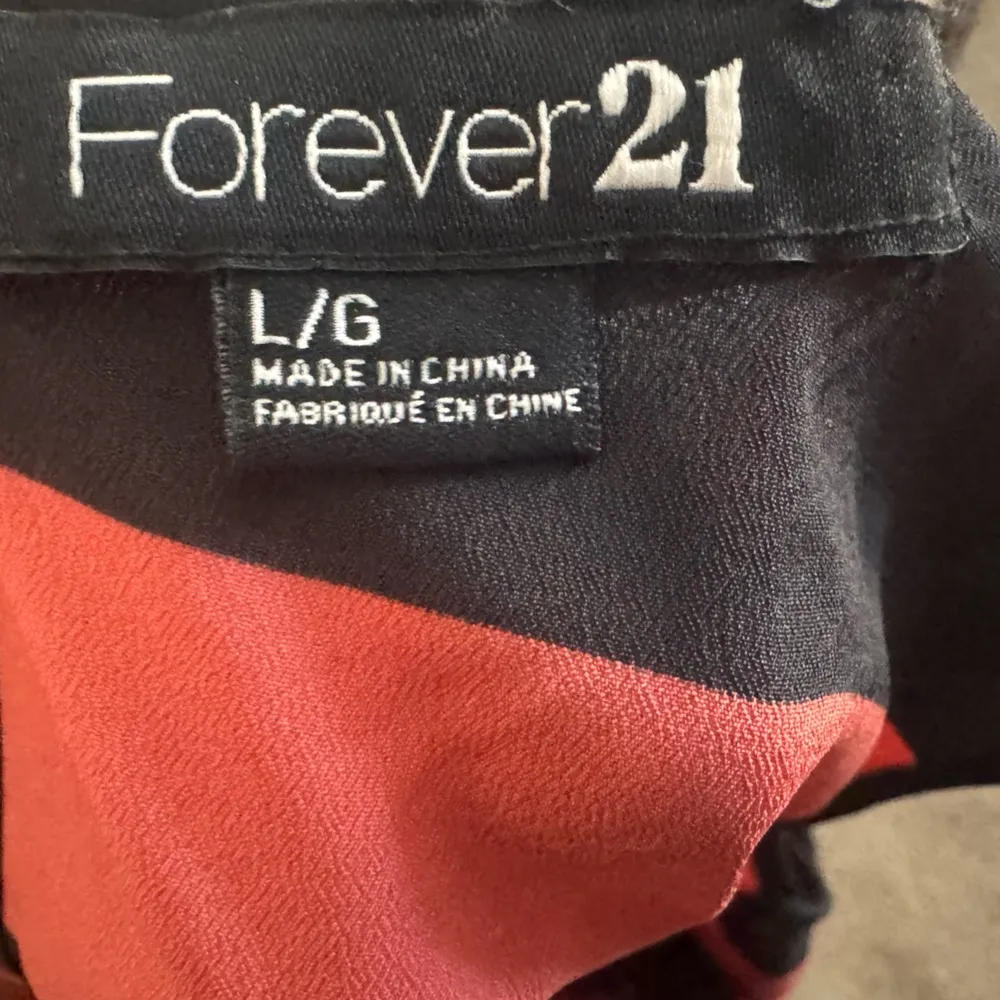 Forever21
L/G
MADE IN CHINA
FABRIQUÉ EN CHINE